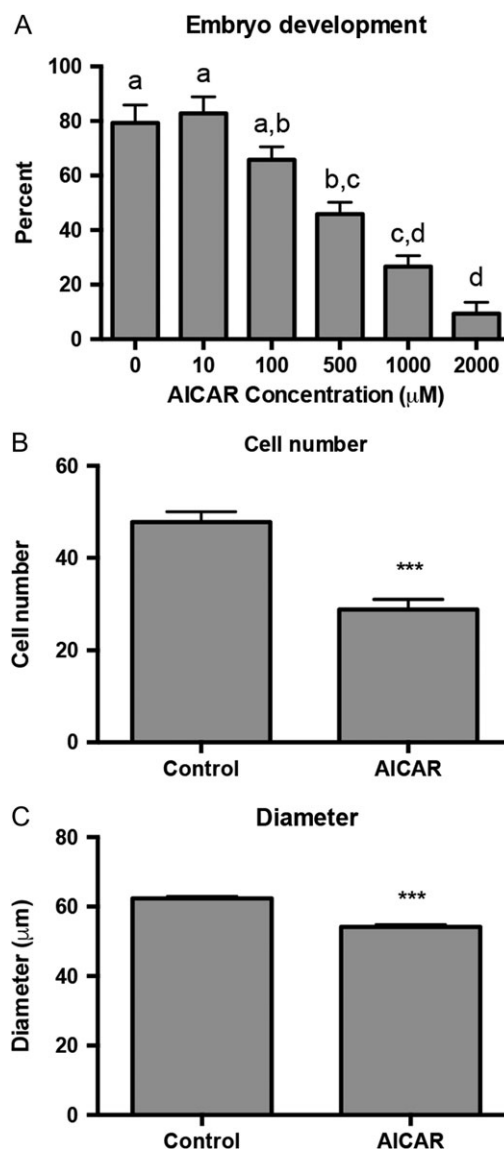 A
Embryo development
100
80
60
40
20
0
Percent
a
a
a,b
b,c
c,d
d
0 10 100 500 1000 2000
AICAR Concentration (μM)
B
Cell number
60
40
20
0
Cell number
***
Control AICAR
C
Diameter
80
60
40
20
0
Diameter (μm)
***
Control AICAR